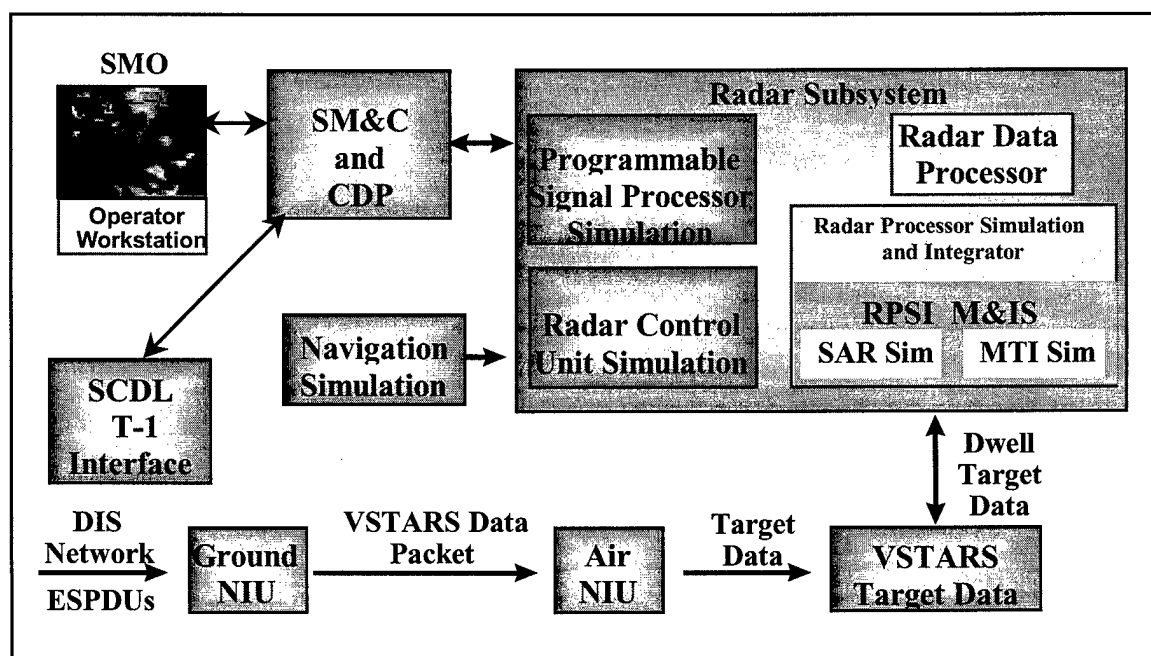 SMO
Operator
Workstation
SM&C
and
CDP
Radar Subsystem
Programmable
Signal Processor
Simulation
Radar Data
Processor
Radar Processor Simulation
and Integrator
RPSI M&IS
SAR Sim
MTI Sim
Radar Control
Unit Simulation
Navigation
Simulation
SCDL
T-1
Interface
Dwell
Target
Data
DIS
Network
ESPDUs
Ground
NIU
VSTARS Data
Packet
Air
NIU
Target
Data
VSTARS
Target Data